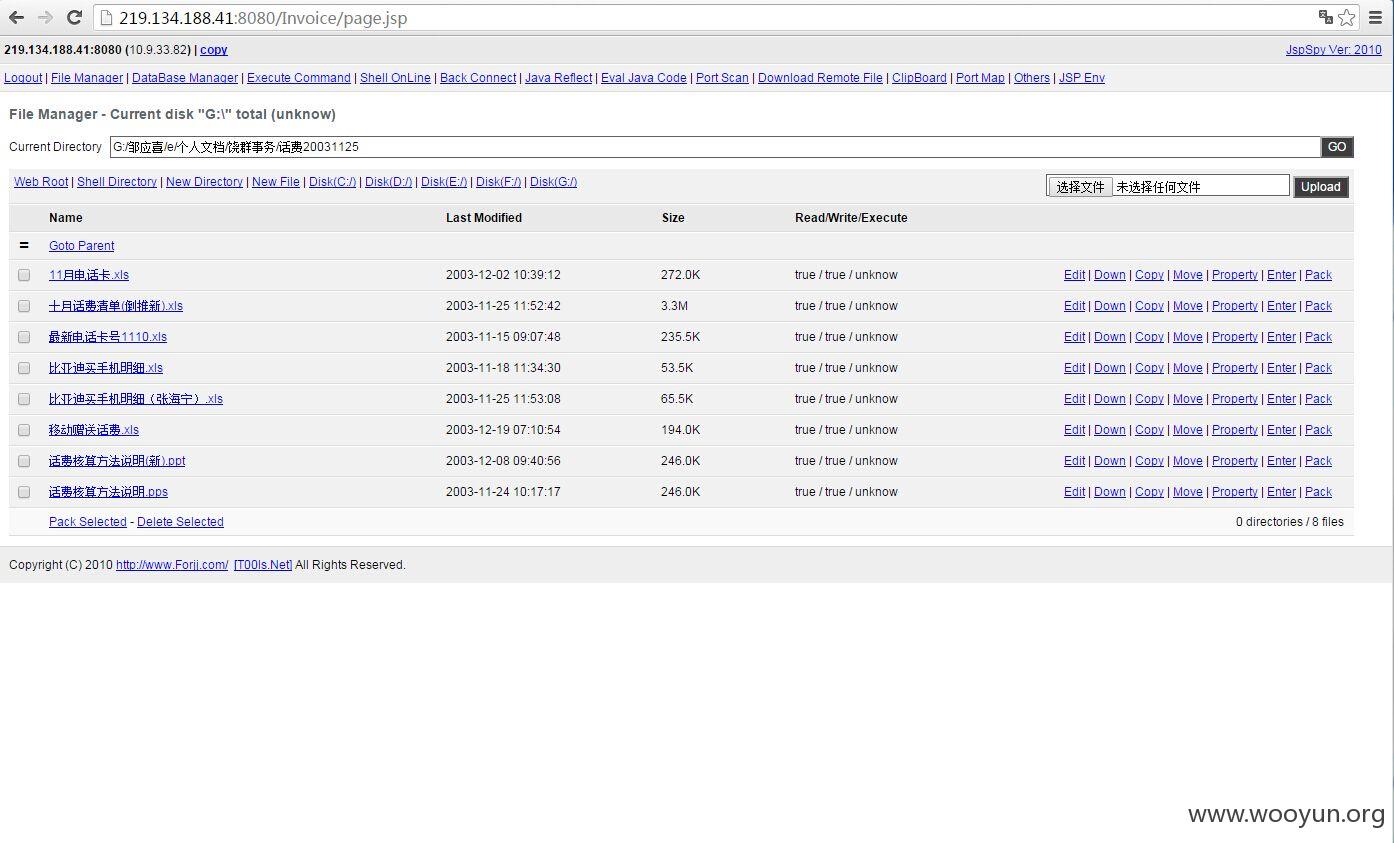 219.134.188.41:8080/Invoice/page.jsp
219.134.188.41:8080 (10.9.33.82) | copy JspSpy Ver: 2010
Logout | File Manager | DataBase Manager | Execute Command | Shell OnLine | Back Connect | Java Reflect | Eval Java Code | Port Scan | Download Remote File | ClipBoard | Port Map | Others | JSP Env
File Manager - Current disk "G:\" total (unknow)
Current Directory G:/邹应喜/e/个人文档/饶群事务/话费20031125 GO
Web Root | Shell Directory | New Directory | New File | Disk(C:/) | Disk(D:/) | Disk(E:/) | Disk(F:/) | Disk(G:/) 选择文件 未选择任何文件 Upload
Name Last Modified Size Read/Write/Execute
= Goto Parent
11月电话卡.xls 2003-12-02 10:39:12 272.0K true / true / unknow Edit | Down | Copy | Move | Property | Enter | Pack
十月话费清单(倒推新).xls 2003-11-25 11:52:42 3.3M true / true / unknow Edit | Down | Copy | Move | Property | Enter | Pack
最新电话卡号1110.xls 2003-11-15 09:07:48 235.5K true / true / unknow Edit | Down | Copy | Move | Property | Enter | Pack
比亚迪买手机明细.xls 2003-11-18 11:34:30 53.5K true / true / unknow Edit | Down | Copy | Move | Property | Enter | Pack
比亚迪买手机明细（张海宁）.xls 2003-11-25 11:53:08 65.5K true / true / unknow Edit | Down | Copy | Move | Property | Enter | Pack
移动赠送话费.xls 2003-12-19 07:10:54 194.0K true / true / unknow Edit | Down | Copy | Move | Property | Enter | Pack
话费核算方法说明(新).ppt 2003-12-08 09:40:56 246.0K true / true / unknow Edit | Down | Copy | Move | Property | Enter | Pack
话费核算方法说明.pps 2003-11-24 10:17:17 246.0K true / true / unknow Edit | Down | Copy | Move | Property | Enter | Pack
Pack Selected - Delete Selected 0 directories / 8 files
Copyright (C) 2010 http://www.Forjj.com/ [T00ls.Net] All Rights Reserved.
www.wooyun.org